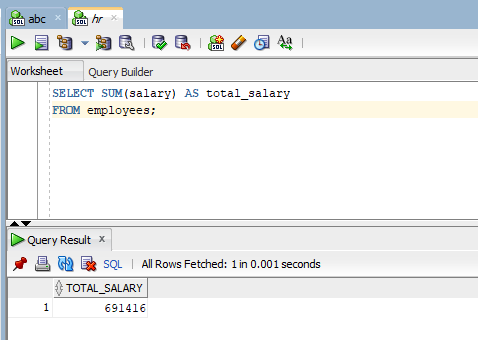 abc
hr
Worksheet Query Builder
SELECT SUM(salary) AS total_salary
FROM employees;
Query Result
SQL All Rows Fetched: 1 in 0.001 seconds
TOTAL_SALARY
1 691416